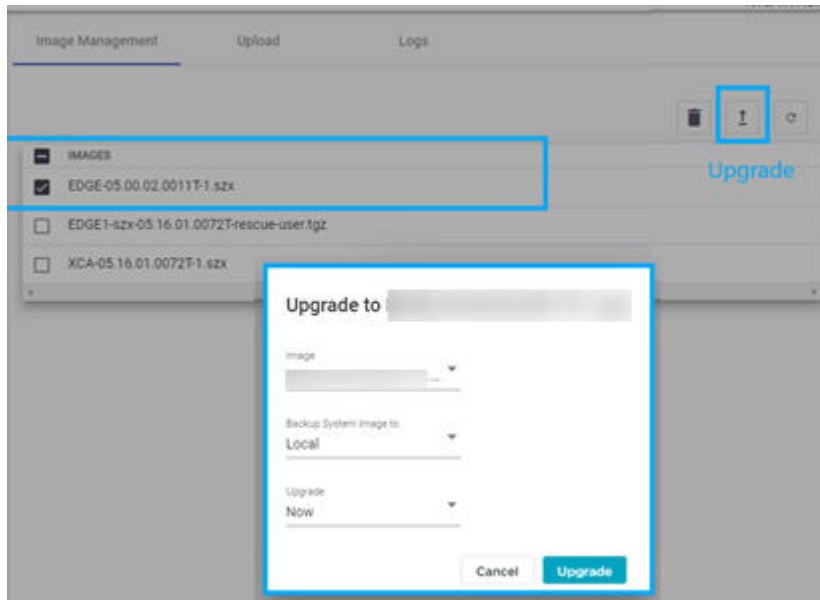 Image Management Upload Logs
Upgrade
IMAGES
EDGE-05.00.02.0011T-1.szx
EDGE1-szx-05.16.01.0072T-rescue-user.tgz
XCA-05.16.01.0072T-1.szx
Upgrade to
Image
...
Backup System Image to:
Local
Upgrade
Now
Cancel Upgrade